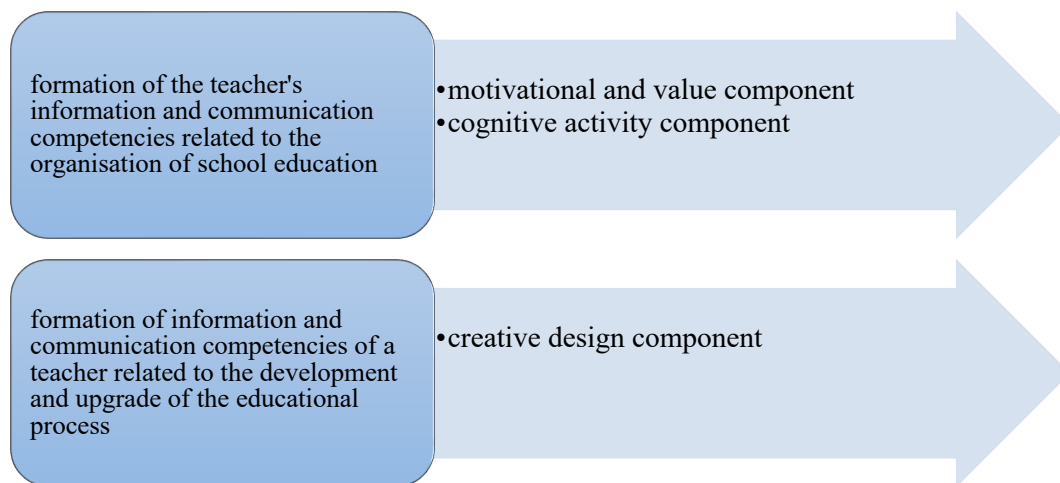 formation of the teacher's
information and communication
competencies related to the
organisation of school education
•motivational and value component
•cognitive activity component
formation of information and
communication competencies of a
teacher related to the development
and upgrade of the educational
process
•creative design component